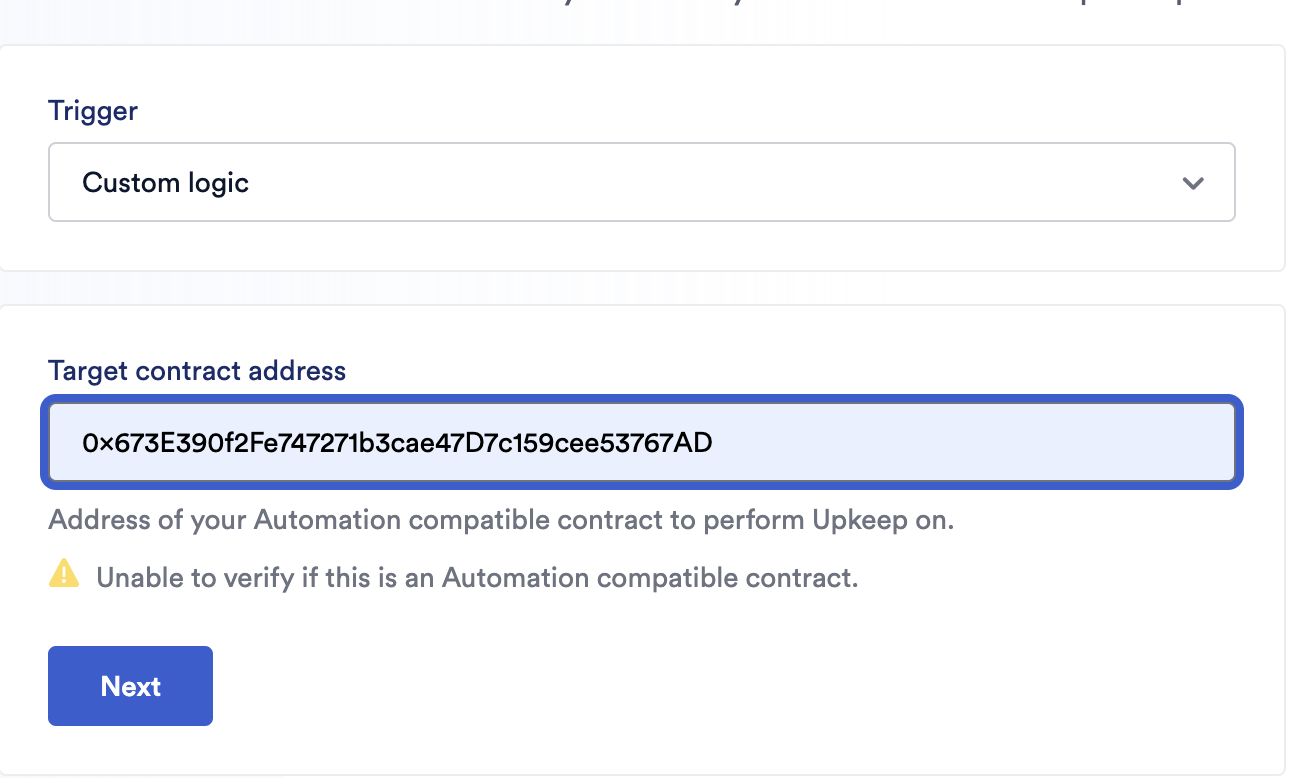 Trigger
Custom logic
Target contract address
0x673E390f2Fe747271b3cae47D7c159cee53767AD
Address of your Automation compatible contract to perform Upkeep on.
Unable to verify if this is an Automation compatible contract.
Next